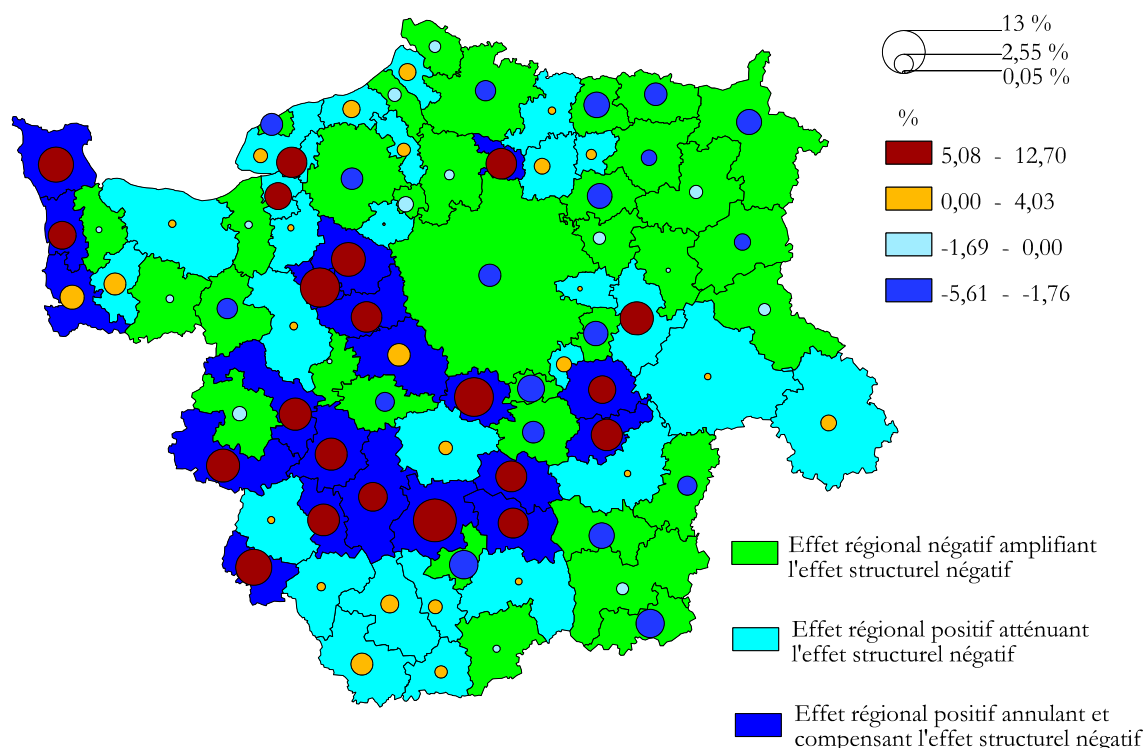 13 %
2,55 %
0,05 %
%
5,08 - 12,70
0,00 - 4,03
-1,69 - 0,00
-5,61 - -1,76
Effet régional négatif amplifiant
l'effet structurel négatif
Effet régional positif atténuant
l'effet structurel négatif
Effet régional positif annulant et
compensant l'effet structurel négatif